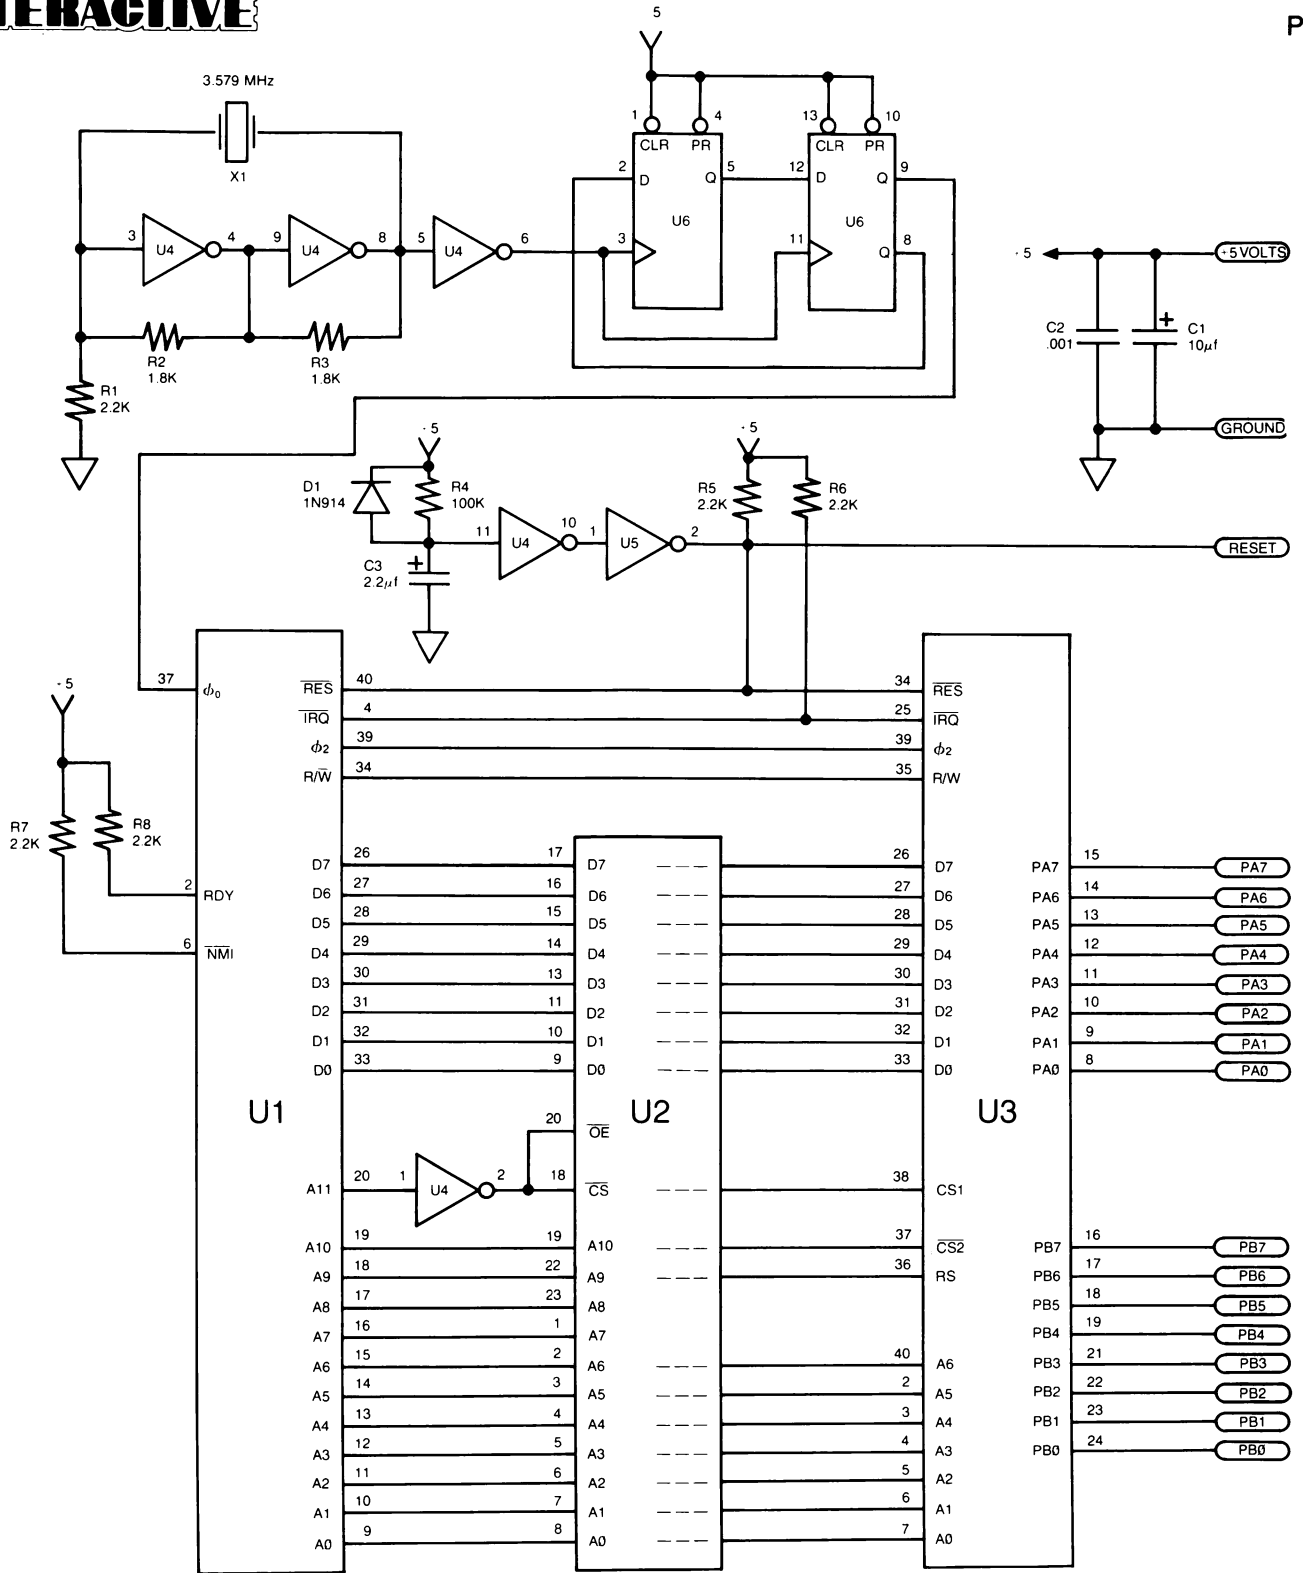 TERACTIVE
P
5
3.579 MHz
X1
3 U4 4
9 U4 8
5 U4 6
R2
1.8K
R3
1.8K
R1
2.2K
1 4
CLR PR
2 D Q 5
U6
3
13 10
CLR PR
12 D Q 9
U6
11 Q 8
5
+5 VOLTS
C2
.001
+ C1
10μf
GROUND
5
D1
1N914
R4
100K
11 U4 10
1 U5 2
C3
2.2μf
+
5
R5
2.2K
R6
2.2K
RESET
5
R7
2.2K
R8
2.2K
37 ϕ0
2 RDY
6 NMI
U1
RES 40
IRQ 4
ϕ2 39
R/W 34
D7 26
D6 27
D5 28
D4 29
D3 30
D2 31
D1 32
DØ 33
A11 20
A10 19
A9 18
A8 17
A7 16
A6 15
A5 14
A4 13
A3 12
A2 11
A1 10
AØ 9
1 U4 2
U2
17 D7
16 D6
15 D5
14 D4
13 D3
11 D2
10 D1
9 DØ
20 OE
18 CS
19 A10
22 A9
23 A8
1 A7
2 A6
3 A5
4 A4
5 A3
6 A2
7 A1
8 AØ
U3
34 RES
25 IRQ
39 ϕ2
35 R/W
26 D7
27 D6
28 D5
29 D4
30 D3
31 D2
32 D1
33 DØ
38 CS1
37 CS2
36 RS
40 A6
2 A5
3 A4
4 A3
5 A2
6 A1
7 AØ
PA7 15 PA7
PA6 14 PA6
PA5 13 PA5
PA4 12 PA4
PA3 11 PA3
PA2 10 PA2
PA1 9 PA1
PAØ 8 PAØ
PB7 16 PB7
PB6 17 PB6
PB5 18 PB5
PB4 19 PB4
PB3 21 PB3
PB2 22 PB2
PB1 23 PB1
PBØ 24 PBØ